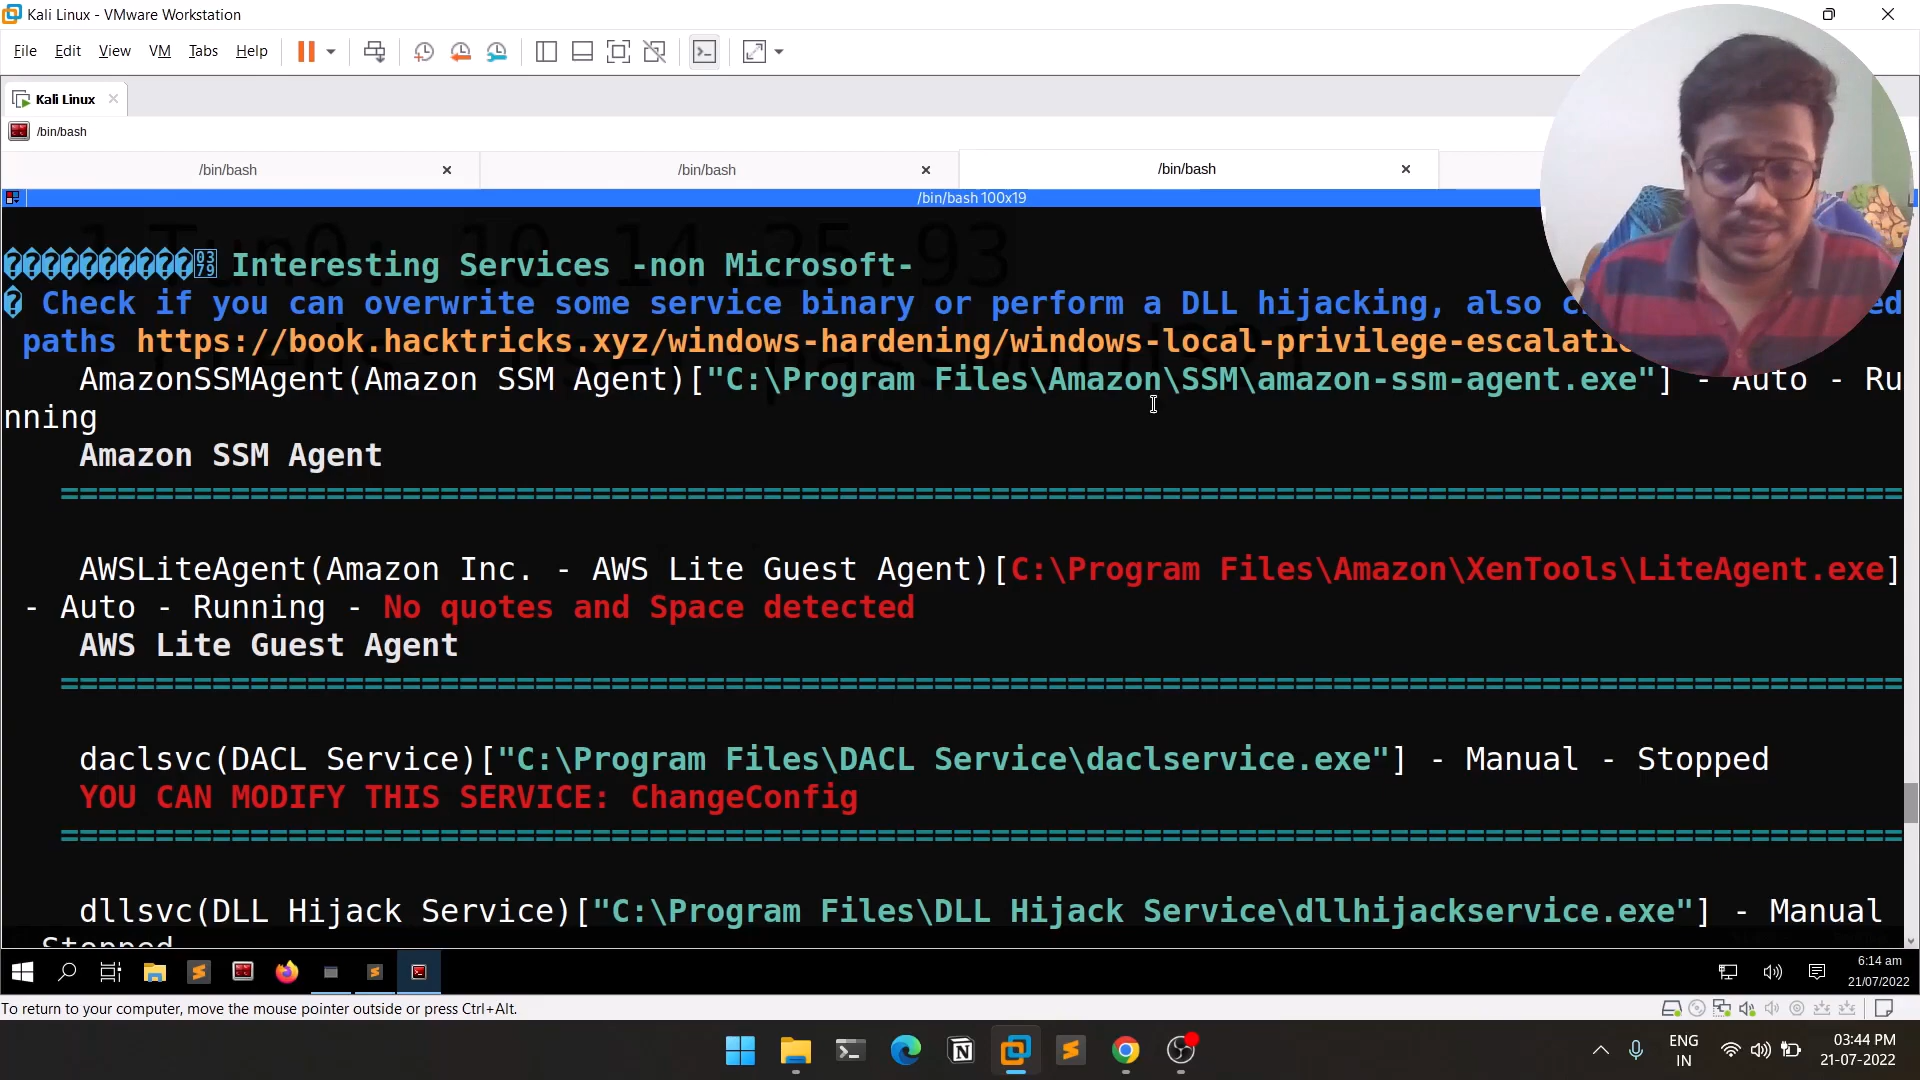 Kali Linux - VMware Workstation
File Edit View VM Tabs Help
Kali Linux
/bin/bash
/bin/bash /bin/bash /bin/bash
/bin/bash 100x19
Interesting Services -non Microsoft-
Check if you can overwrite some service binary or perform a DLL hijacking, also c ed
paths https://book.hacktricks.xyz/windows-hardening/windows-local-privilege-escalati
AmazonSSMAgent(Amazon SSM Agent)["C:\Program Files\Amazon\SSM\amazon-ssm-agent.exe"] - Auto - Ru
nning
Amazon SSM Agent
=================================================================================================
AWSLiteAgent(Amazon Inc. - AWS Lite Guest Agent)[C:\Program Files\Amazon\XenTools\LiteAgent.exe]
- Auto - Running - No quotes and Space detected
AWS Lite Guest Agent
=================================================================================================
daclsvc(DACL Service)["C:\Program Files\DACL Service\daclservice.exe"] - Manual - Stopped
YOU CAN MODIFY THIS SERVICE: ChangeConfig
=================================================================================================
dllsvc(DLL Hijack Service)["C:\Program Files\DLL Hijack Service\dllhijackservice.exe"] - Manual
Stopped
6:14 am
21/07/2022
To return to your computer, move the mouse pointer outside or press Ctrl+Alt.
ENG
IN
03:44 PM
21-07-2022